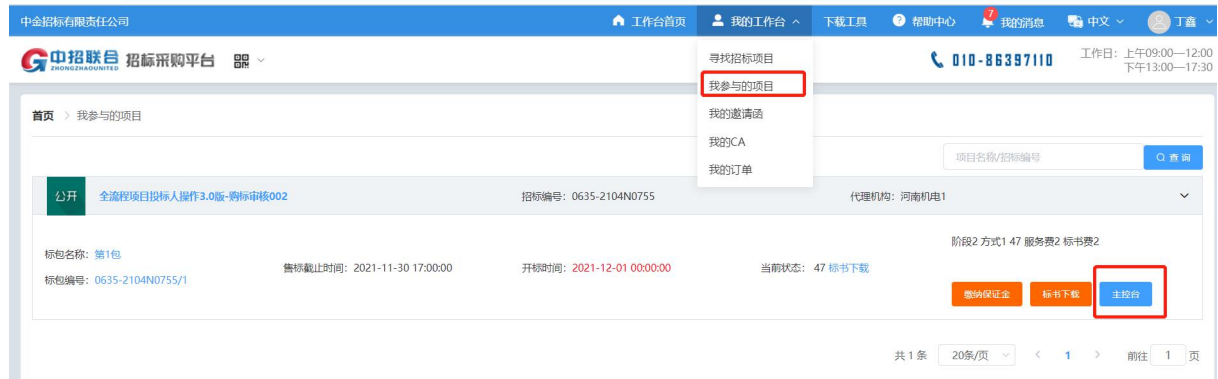 中金招标有限责任公司
工作台首页
我的工作台
下载工具
帮助中心
7
我的消息
中文
丁鑫
中招联合
ZHONGZHAOUNITED
招标采购平台
010-86397110
工作日：上午09:00—12:00
下午13:00—17:30
寻找招标项目
我参与的项目
我的邀请函
我的CA
我的订单
首页 > 我参与的项目
项目名称/招标编号
查 询
公开
全流程项目投标人操作3.0版-购标审核002
招标编号：0635-2104N0755
代理机构：河南机电1
标包名称：第1包
标包编号：0635-2104N0755/1
售标截止时间：2021-11-30 17:00:00
开标时间：2021-12-01 00:00:00
当前状态：47 标书下载
阶段2 方式1 47 服务费2 标书费2
缴纳保证金
标书下载
主控台
共 1 条
20条/页
< 1 >
前往 1 页